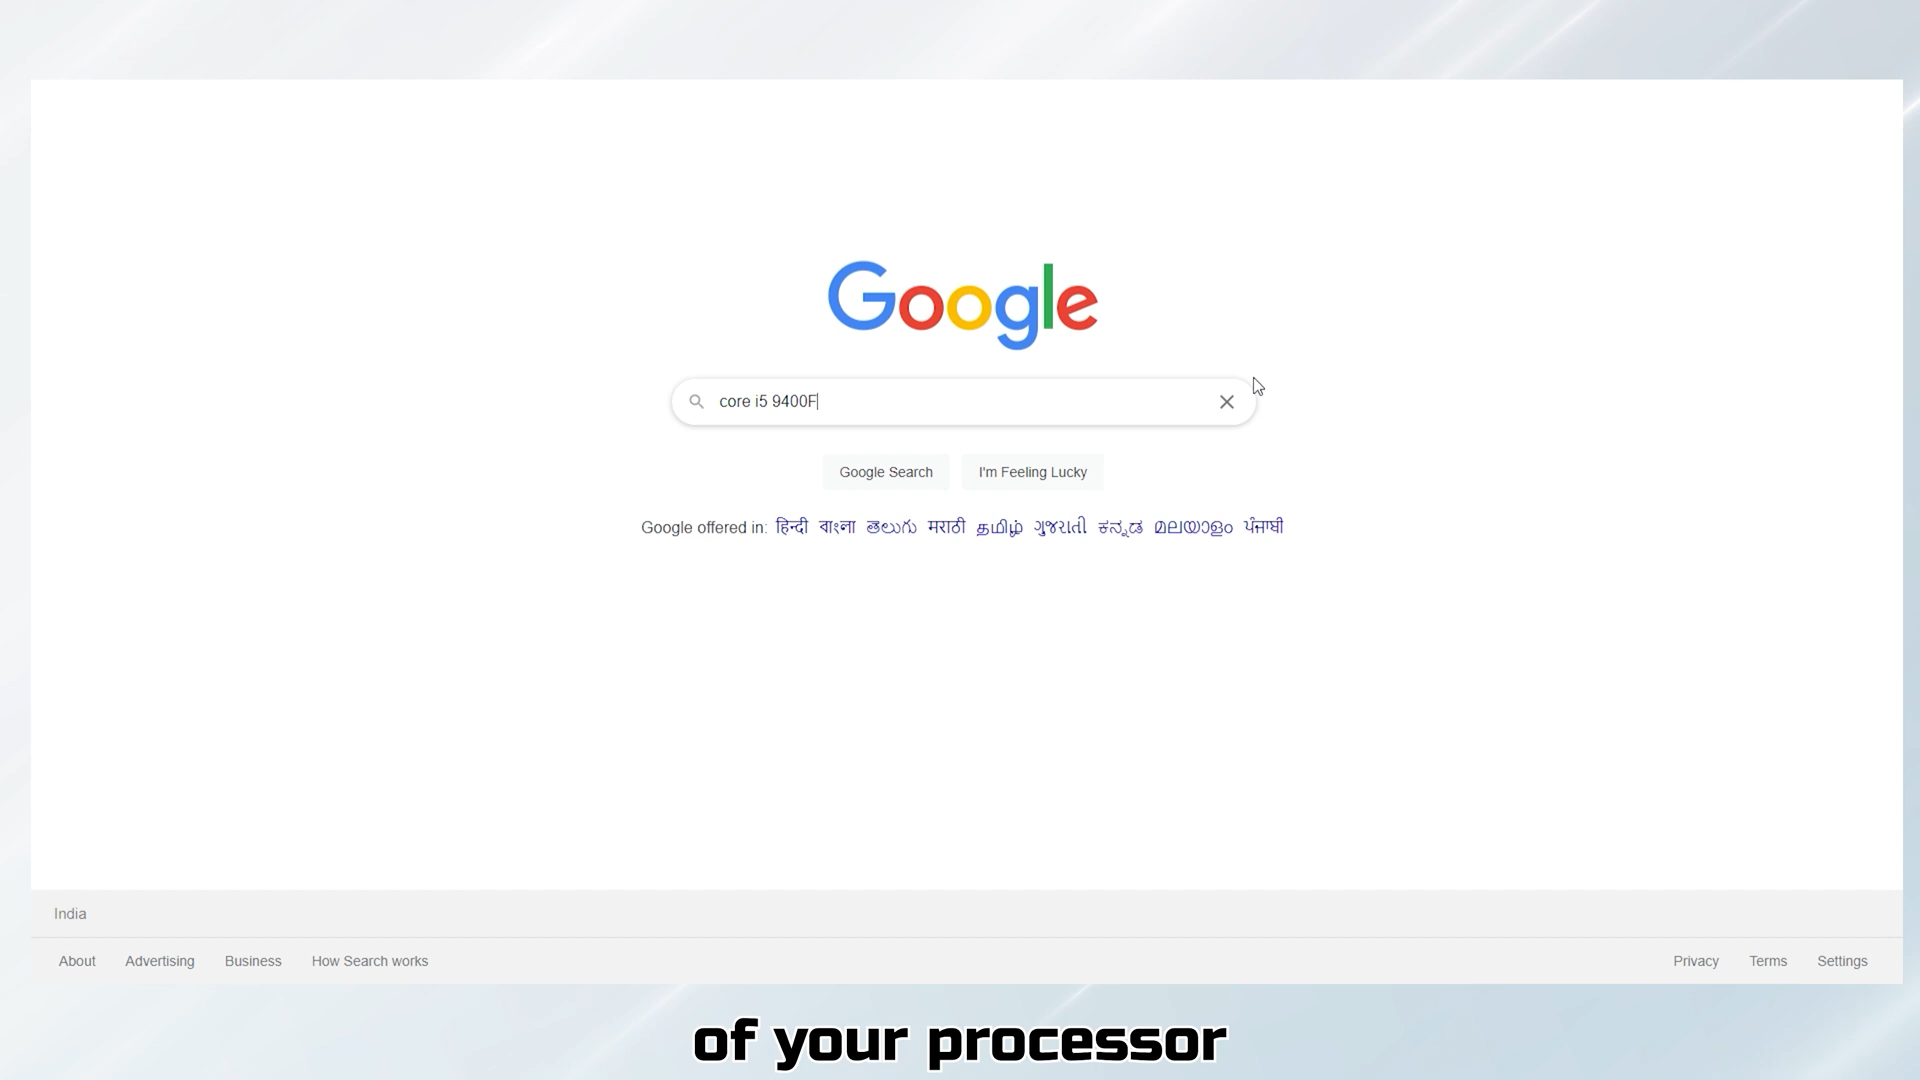 Google
core i5 9400F
Google Search I'm Feeling Lucky
Google offered in: हिन्दी বাংলা తెలుగు मराठी தமிழ் ગુજરાતી ಕನ್ನಡ മലയാളം ਪੰਜਾਬੀ
India
About Advertising Business How Search works Privacy Terms Settings
of your processor